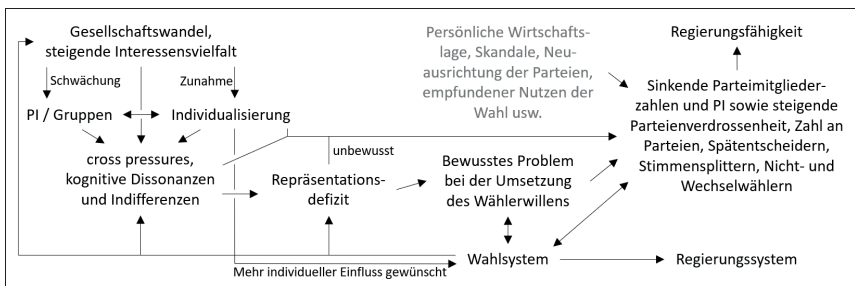 Gesellschaftswandel,
steigende Interessensvielfalt
Schwächung
Zunahme
PI / Gruppen
Individualisierung
cross pressures,
kognitive Dissonanzen
und Indifferenzen
unbewusst
Repräsentations-
defizit
Bewusstes Problem
bei der Umsetzung
des Wählerwillens
Persönliche Wirtschafts-
lage, Skandale, Neu-
ausrichtung der Parteien,
empfundener Nutzen der
Wahl usw.
Regierungsfähigkeit
Sinkende Parteimitglieder-
zahlen und PI sowie steigende
Parteienverdrossenheit, Zahl an
Parteien, Spätentscheidern,
Stimmensplittern, Nicht- und
Wechselwählern
Mehr individueller Einfluss gewünscht
Wahlsystem
Regierungssystem